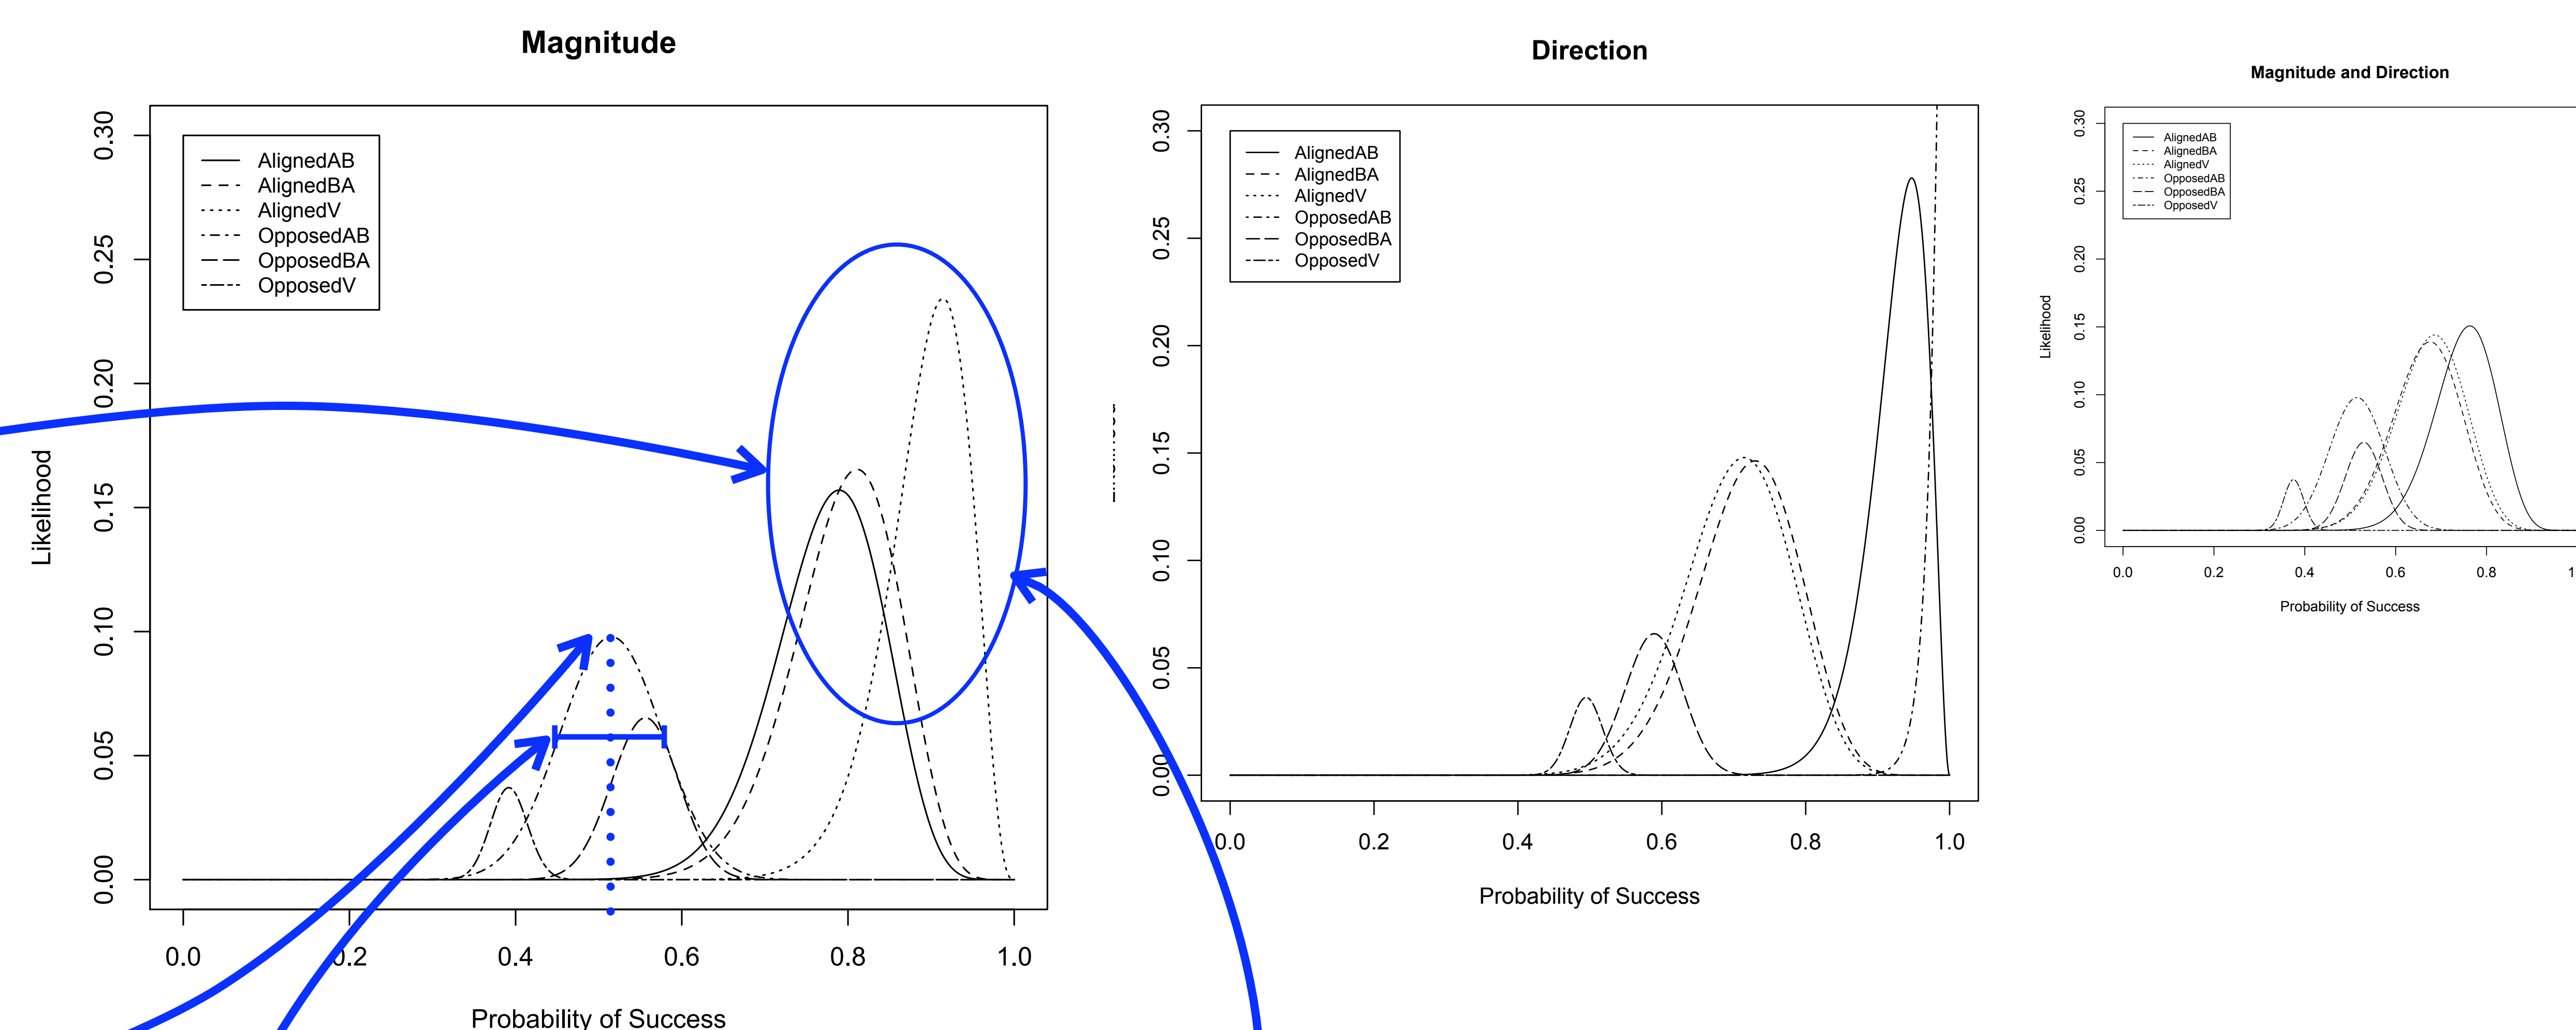 Magnitude
0.30
0.25
0.20
0.15
0.10
0.05
0.00
Likelihood
AlignedAB
AlignedBA
AlignedV
OpposedAB
OpposedBA
OpposedV
0.0 0.2 0.4 0.6 0.8 1.0
Probability of Success
Direction
0.30
0.25
0.20
0.15
0.10
0.05
0.00
AlignedAB
AlignedBA
AlignedV
OpposedAB
OpposedBA
OpposedV
0.0 0.2 0.4 0.6 0.8 1.0
Probability of Success
Magnitude and Direction
0.30
0.25
0.20
0.15
0.10
0.05
0.00
Likelihood
AlignedAB
AlignedBA
AlignedV
OpposedAB
OpposedBA
OpposedV
0.0 0.2 0.4 0.6 0.8
Probability of Success